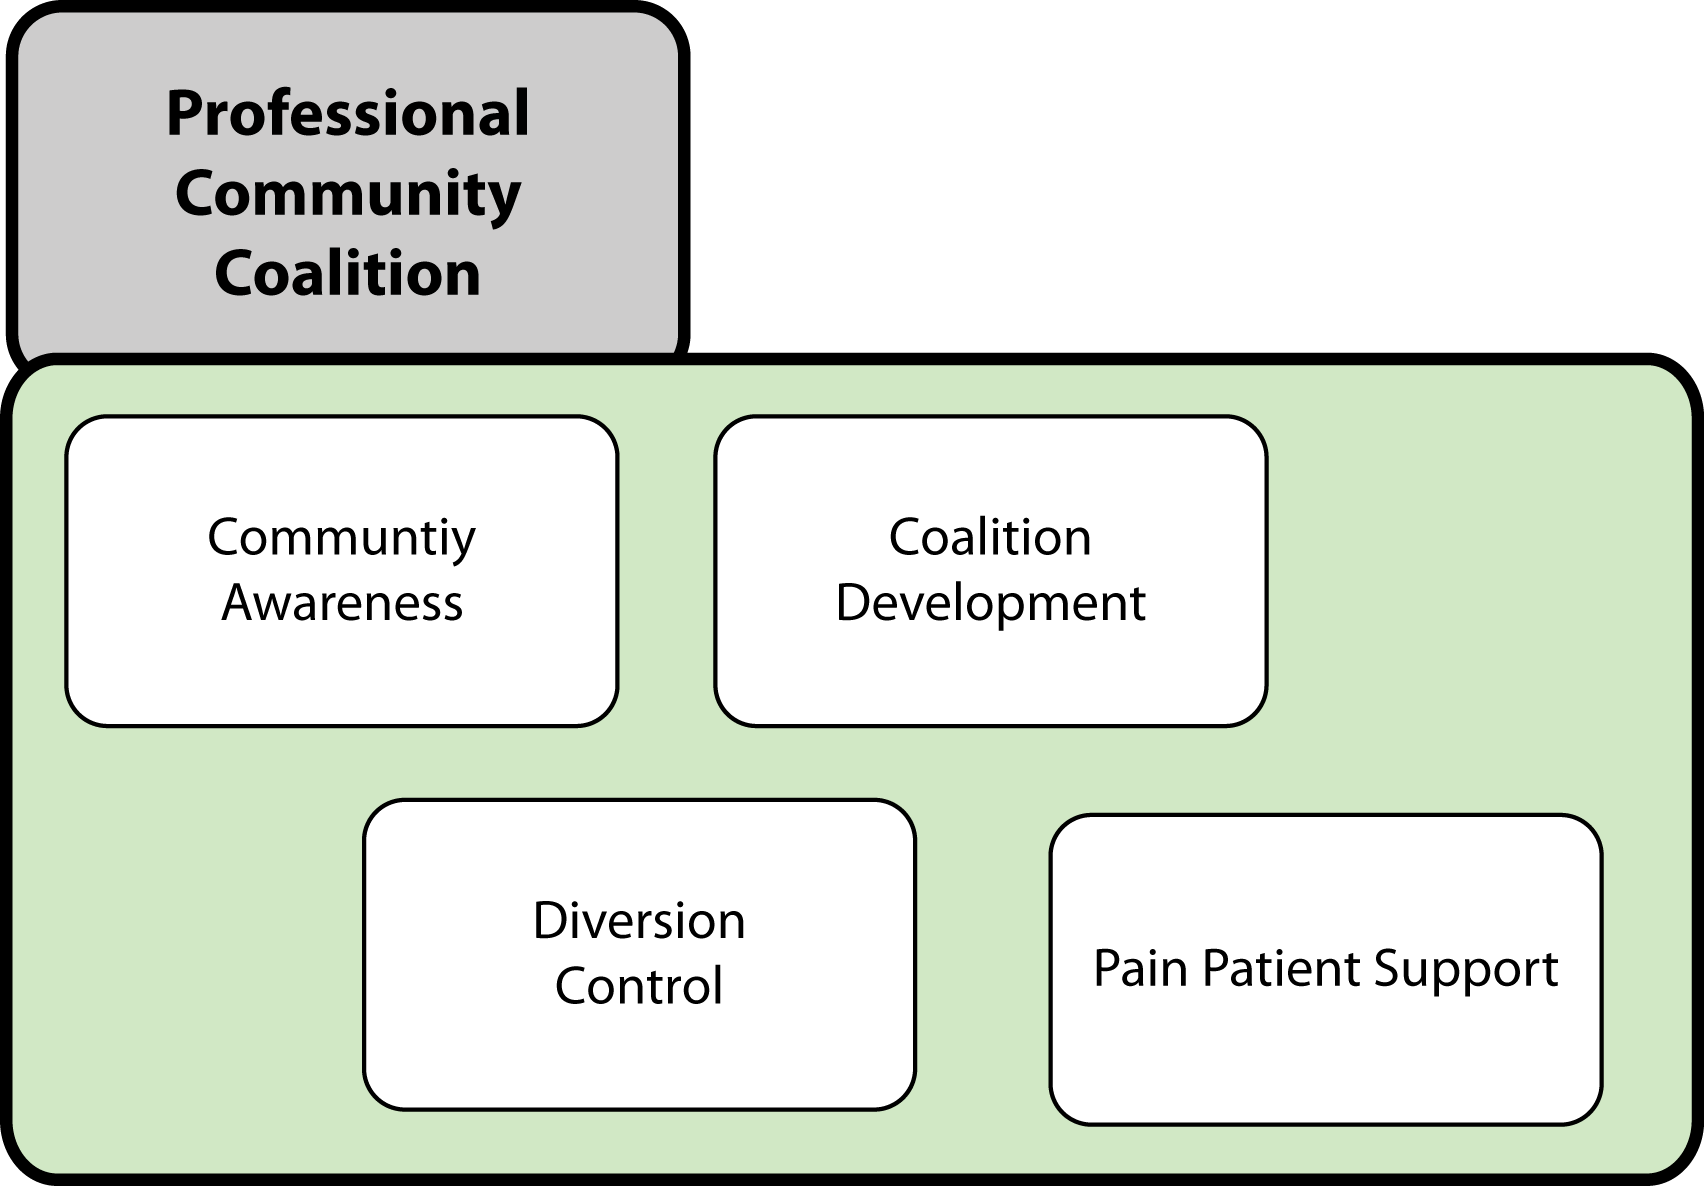 Professional
Community
Coalition
Communtiy
Awareness
Coalition
Development
Diversion
Control
Pain Patient Support